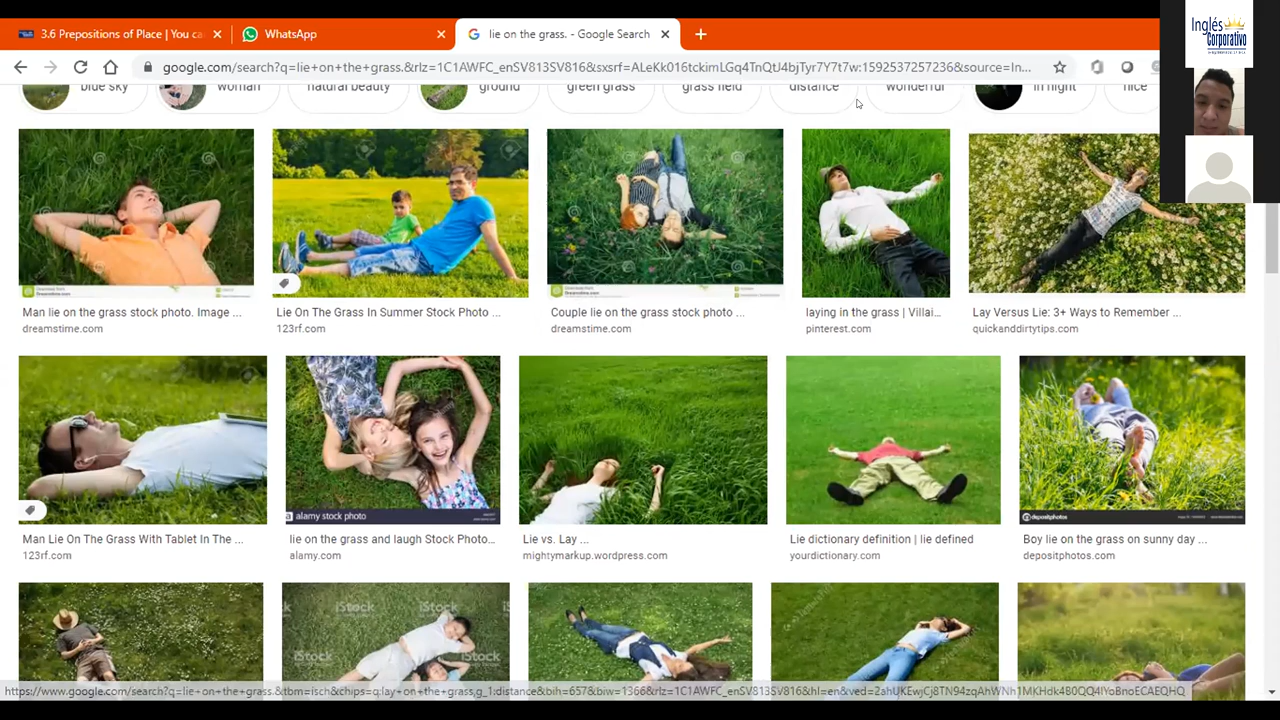 3.6 Prepositions of Place | You ca
WhatsApp
lie on the grass. - Google Search
Inglés
Corporativo
google.com/search?q=lie+on+the+grass.&rlz=1C1AWFC_enSV813SV816&sxsrf=ALeKk016tckimLGq4TnQtU4bjTyr7Y7t7w:1592537257236&source=ln...
blue sky
woman
natural beauty
ground
green grass
grass field
distance
wonderful
in night
nice
Man lie on the grass stock photo. Image ...
dreamstime.com
Lie On The Grass In Summer Stock Photo ...
123rf.com
Couple lie on the grass stock photo ...
dreamstime.com
laying in the grass | Villai...
pinterest.com
Lay Versus Lie: 3+ Ways to Remember ...
quickanddirtytips.com
a alamy stock photo
depositphotos
Man Lie On The Grass With Tablet In The ...
123rf.com
lie on the grass and laugh Stock Photo...
alamy.com
Lie vs. Lay ...
mightymarkup.wordpress.com
Lie dictionary definition | lie defined
yourdictionary.com
Boy lie on the grass on sunny day ...
depositphotos.com
iStock
iStock
iStock